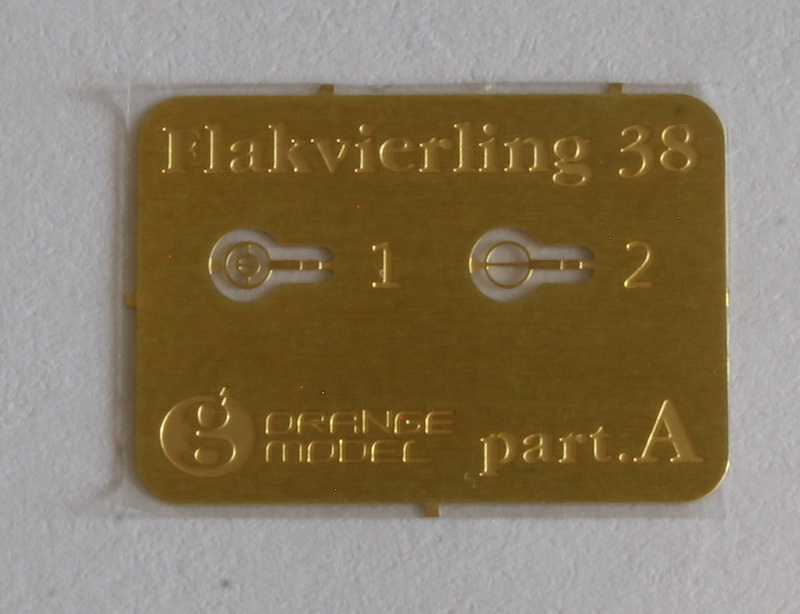 Flakvierling 38
1 2
g ORANGE MODEL
part.A